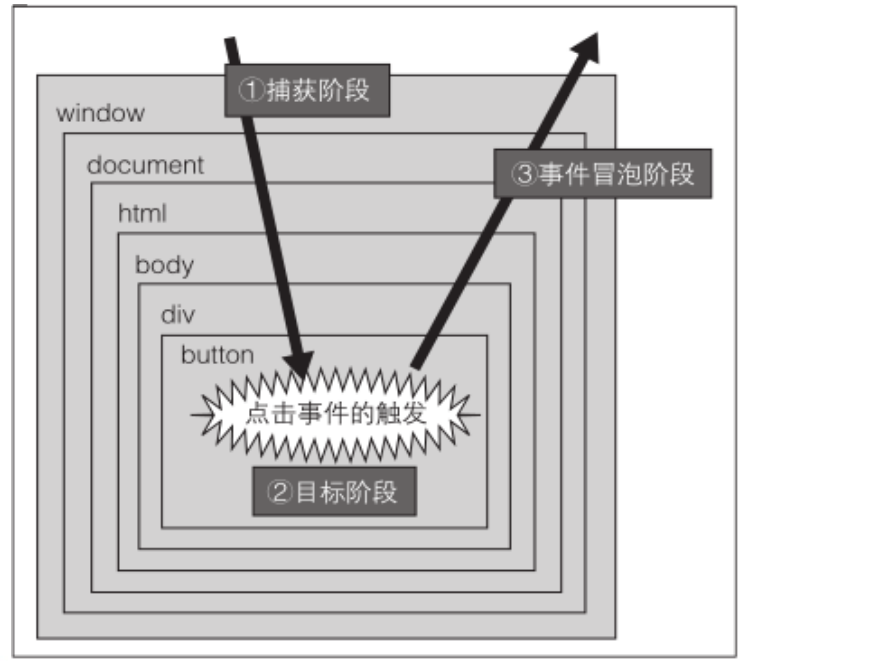 ①捕获阶段
window
③事件冒泡阶段
document
html
body
div
button
点击事件的触发
②目标阶段